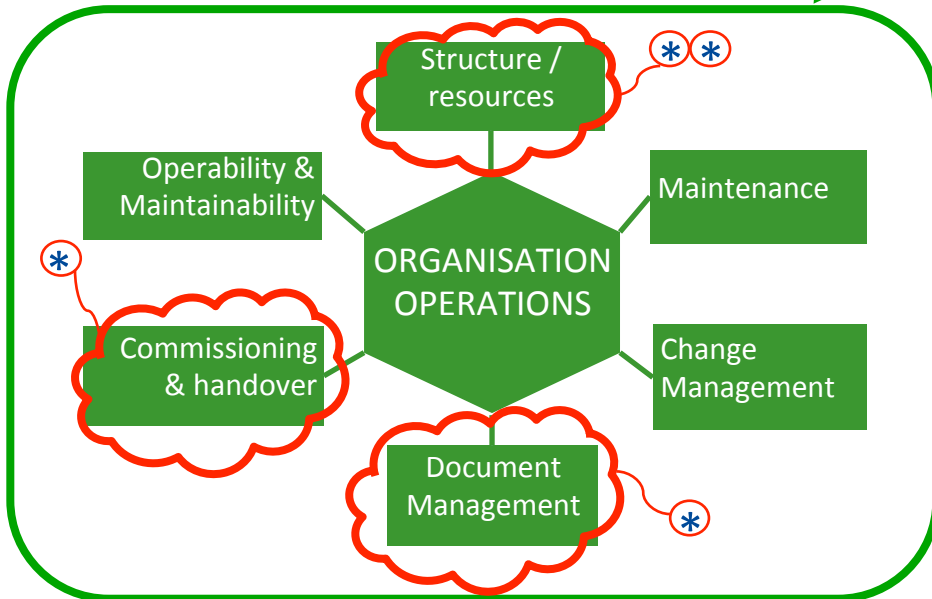 Structure /
resources
* *
Operability &
Maintainability
Maintenance
*
ORGANISATION
OPERATIONS
Commissioning
& handover
Change
Management
Document
Management
*